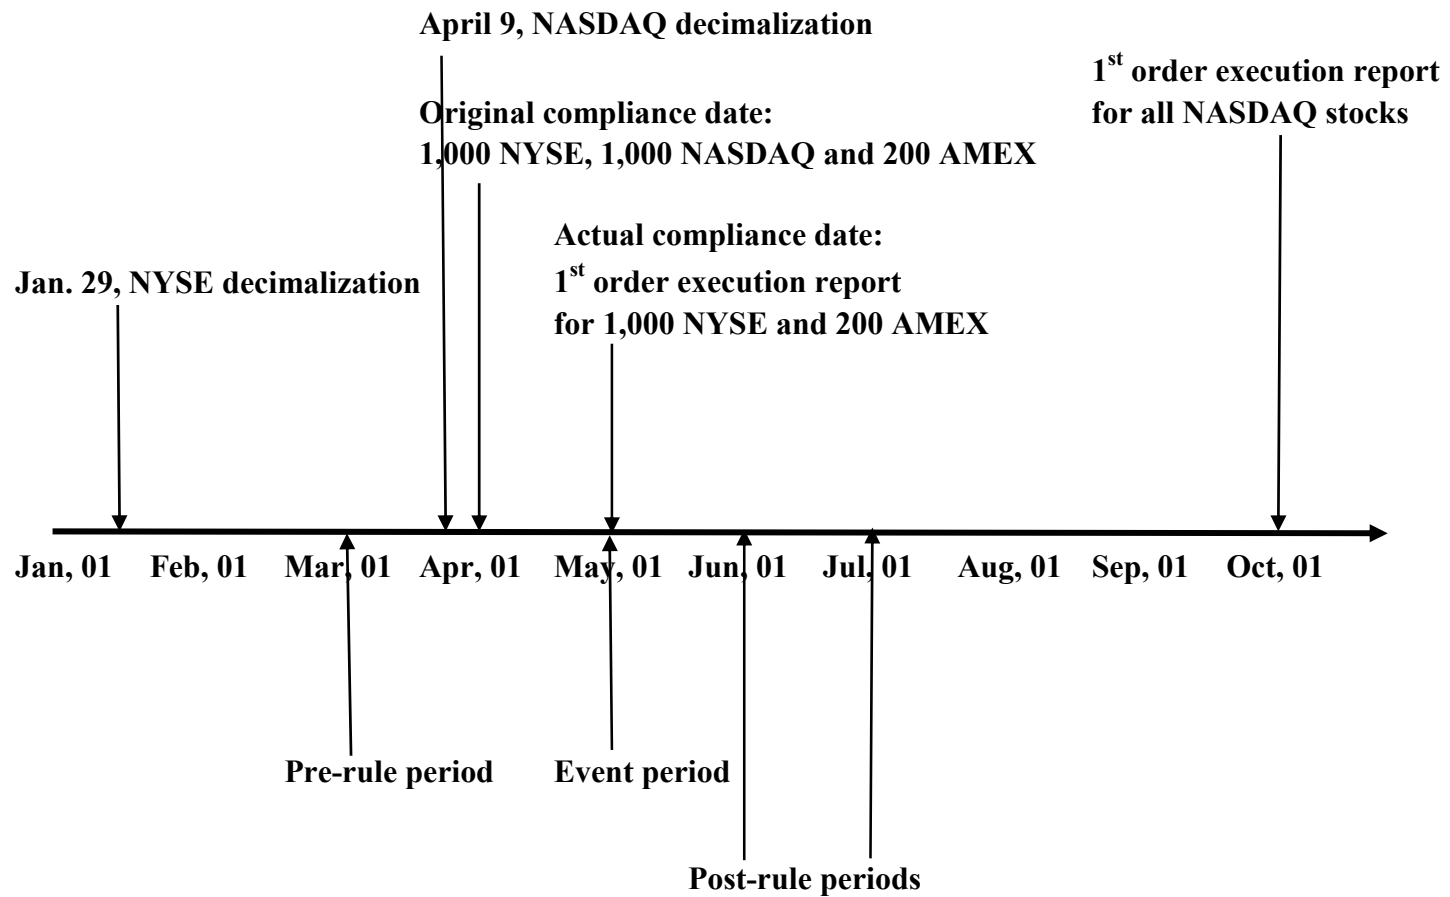 April 9, NASDAQ decimalization
1st order execution report
for all NASDAQ stocks
Original compliance date:
1,000 NYSE, 1,000 NASDAQ and 200 AMEX
Actual compliance date:
1st order execution report
for 1,000 NYSE and 200 AMEX
Jan. 29, NYSE decimalization
Jan, 01 Feb, 01 Mar, 01 Apr, 01 May, 01 Jun, 01 Jul, 01 Aug, 01 Sep, 01 Oct, 01
Pre-rule period Event period
Post-rule periods